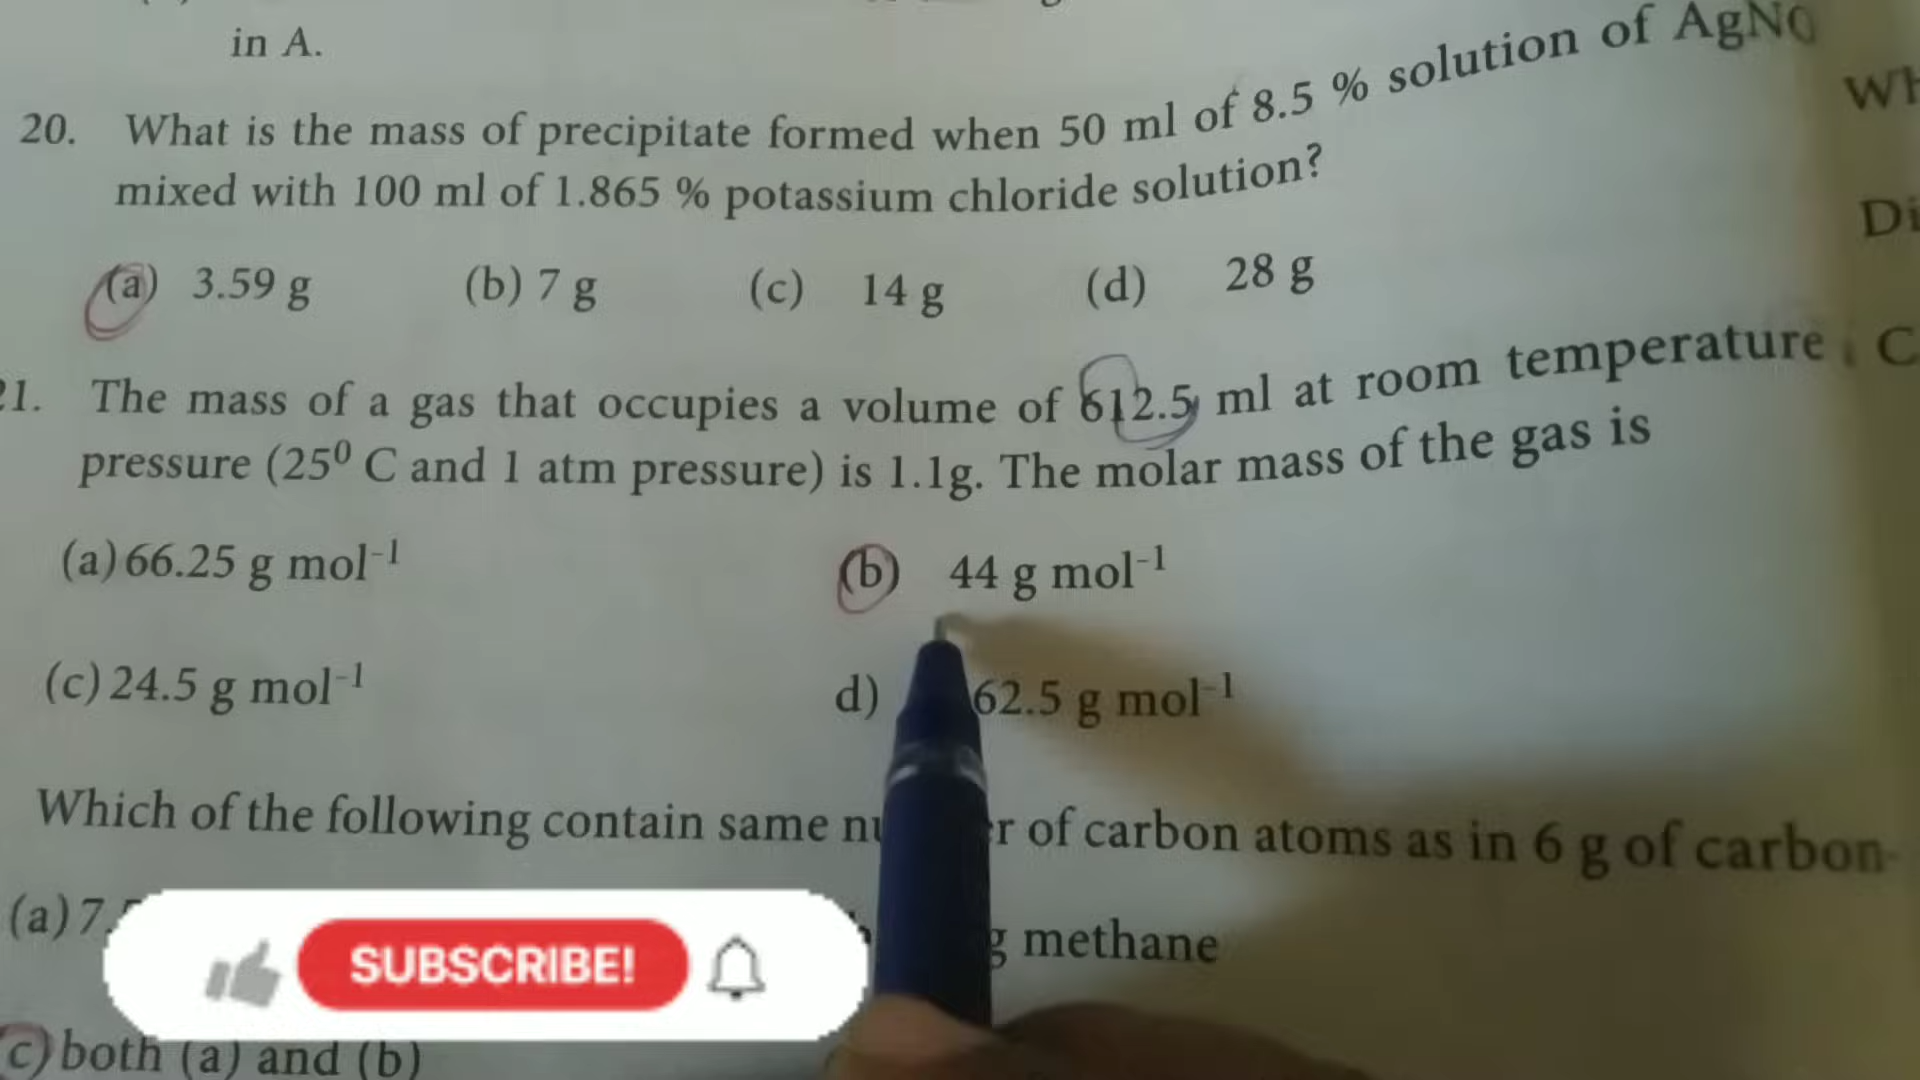 in A.
20. What is the mass of precipitate formed when 50 ml of 8.5 % solution of AgNO
mixed with 100 ml of 1.865 % potassium chloride solution?
(a) 3.59 g (b) 7 g (c) 14 g (d) 28 g
21. The mass of a gas that occupies a volume of 612.5 ml at room temperature
pressure (25⁰ C and 1 atm pressure) is 1.1g. The molar mass of the gas is
(a) 66.25 g mol⁻¹ (b) 44 g mol⁻¹
(c) 24.5 g mol⁻¹ d) 62.5 g mol⁻¹
Which of the following contain same of carbon atoms as in 6 g of carbon-
(a) 7. g methane
SUBSCRIBE!
c) both (a) and (b)
Di
C